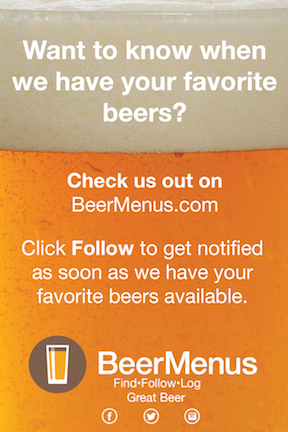 Want to know when
we have your favorite
beers?
Check us out on
BeerMenus.com
Click Follow to get notified
as soon as we have your
favorite beers available.
BeerMenus
Find•Follow•Log
Great Beer